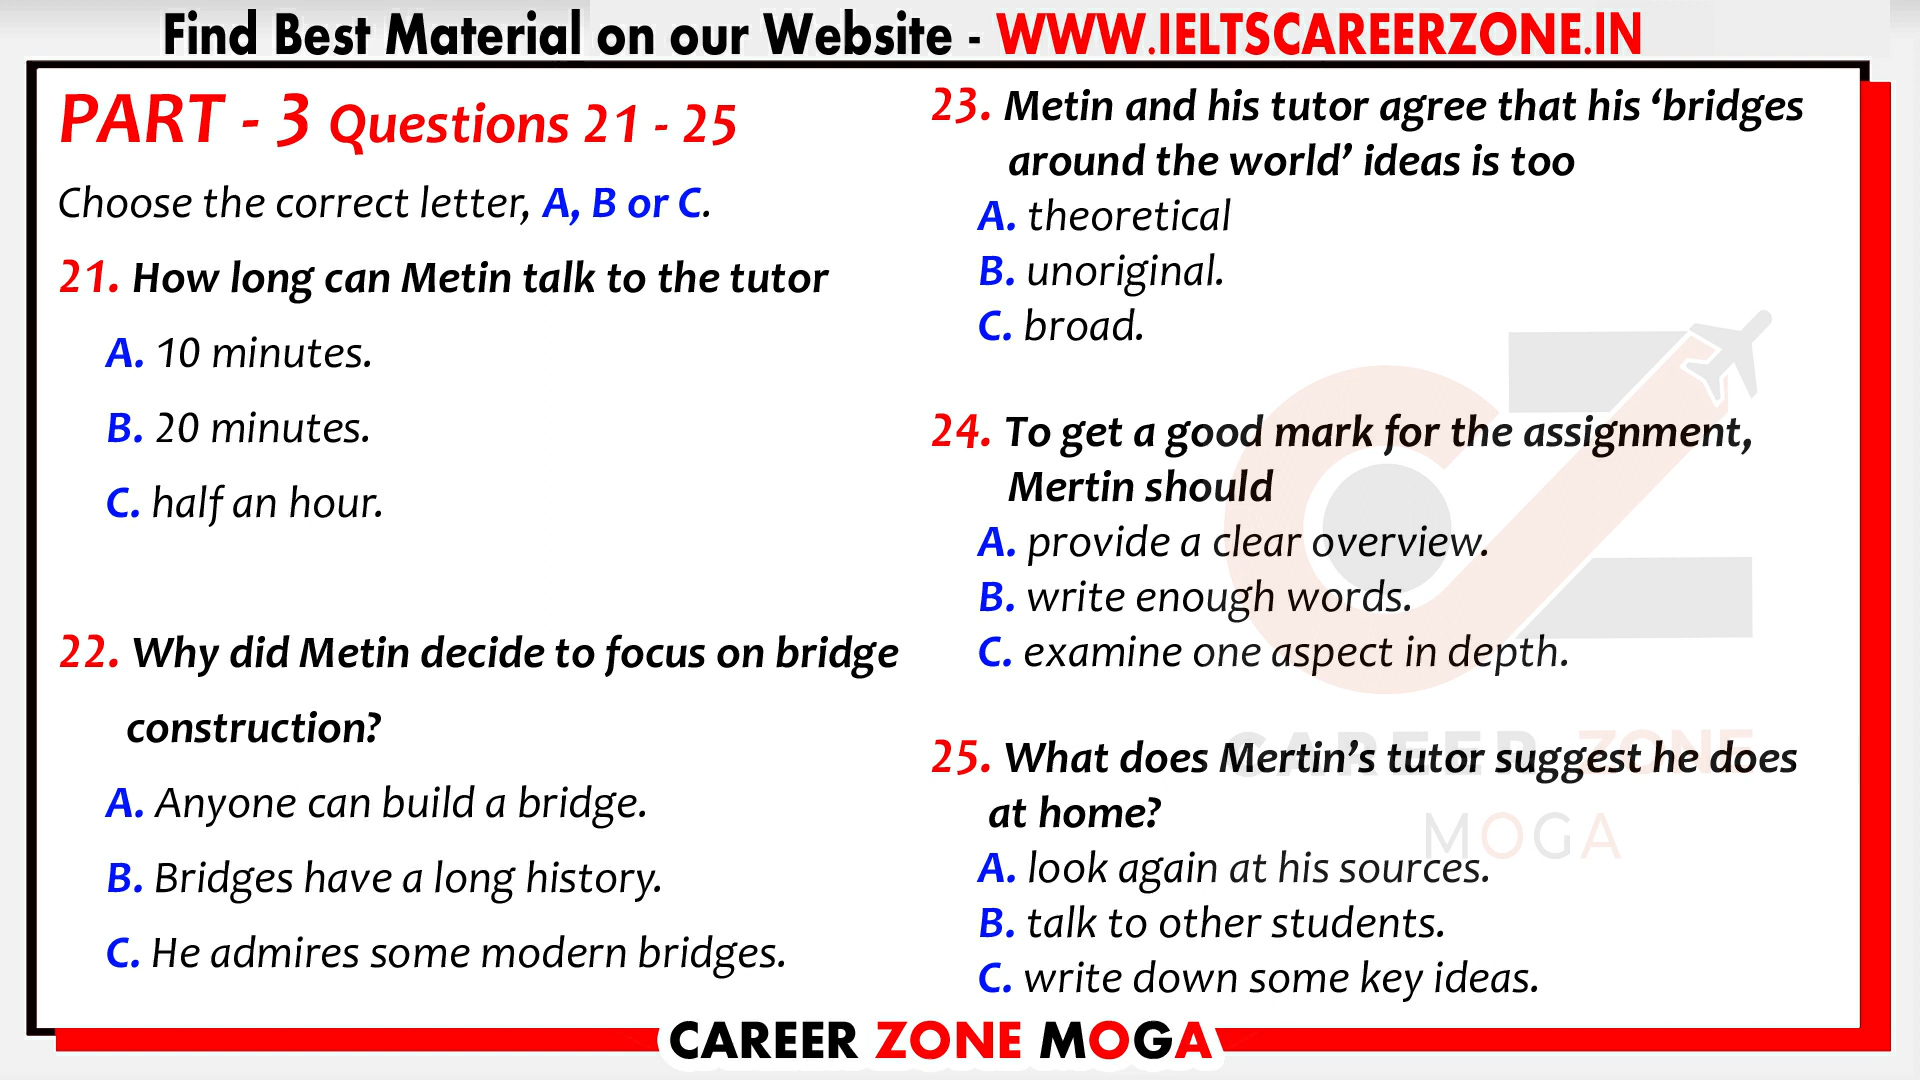 Find Best Material on our Website - WWW.IELTSCAREERZONE.IN
PART - 3 Questions 21 - 25
Choose the correct letter, A, B or C.
21. How long can Metin talk to the tutor
A. 10 minutes.
B. 20 minutes.
C. half an hour.
22. Why did Metin decide to focus on bridge
construction?
A. Anyone can build a bridge.
B. Bridges have a long history.
C. He admires some modern bridges.
23. Metin and his tutor agree that his ‘bridges
around the world’ ideas is too
A. theoretical
B. unoriginal.
C. broad.
24. To get a good mark for the assignment,
Mertin should
A. provide a clear overview.
B. write enough words.
C. examine one aspect in depth.
25. What does Mertin’s tutor suggest he does
at home?
A. look again at his sources.
B. talk to other students.
C. write down some key ideas.
CAREER ZONE
MOGA
CAREER ZONE MOGA